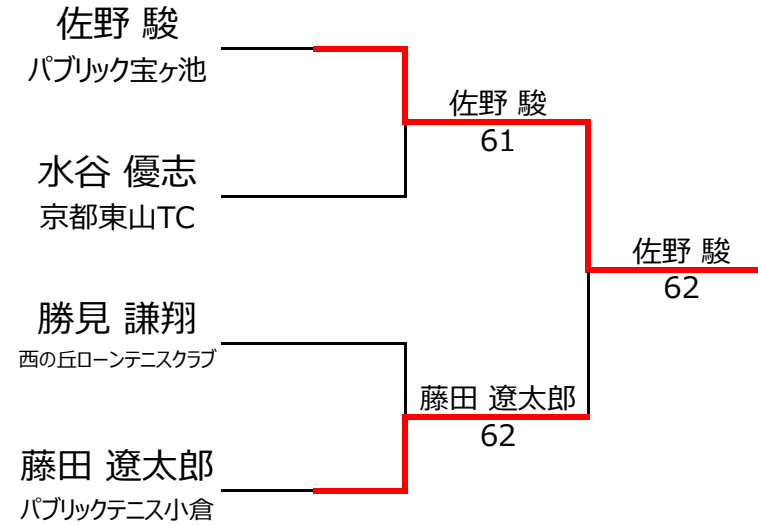 佐野 駿
パブリック宝ヶ池
水谷 優志
京都東山TC
勝見 謙翔
西の丘ローンテニスクラブ
藤田 遼太郎
パブリックテニス小倉
佐野 駿
61
藤田 遼太郎
62
佐野 駿
62